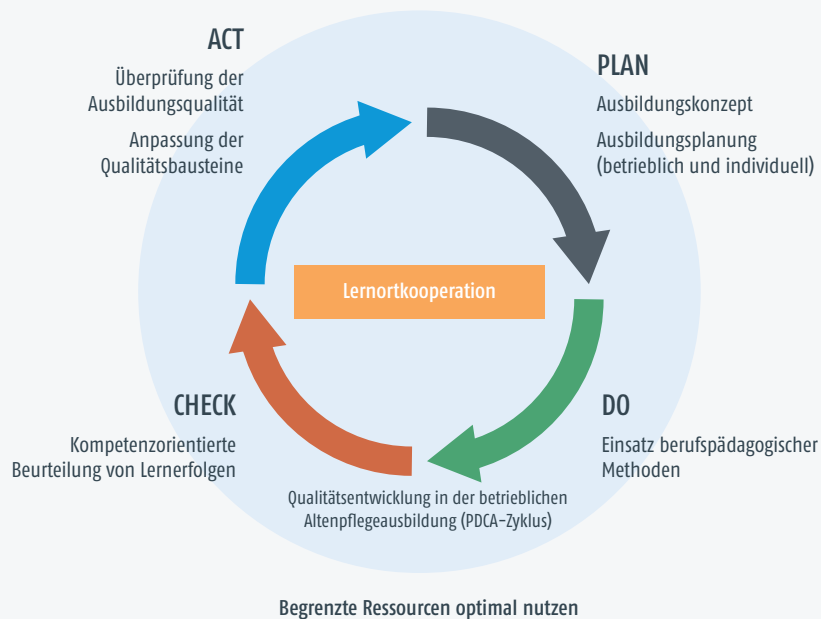 ACT
Überprüfung der
Ausbildungsqualität
Anpassung der
Qualitätsbausteine
PLAN
Ausbildungskonzept
Ausbildungsplanung
(betrieblich und individuell)
Lernortkooperation
CHECK
Kompetenzorientierte
Beurteilung von Lernerfolgen
DO
Einsatz berufspädagogischer
Methoden
Qualitätsentwicklung in der betrieblichen
Altenpflegeausbildung (PDCA-Zyklus)
Begrenzte Ressourcen optimal nutzen